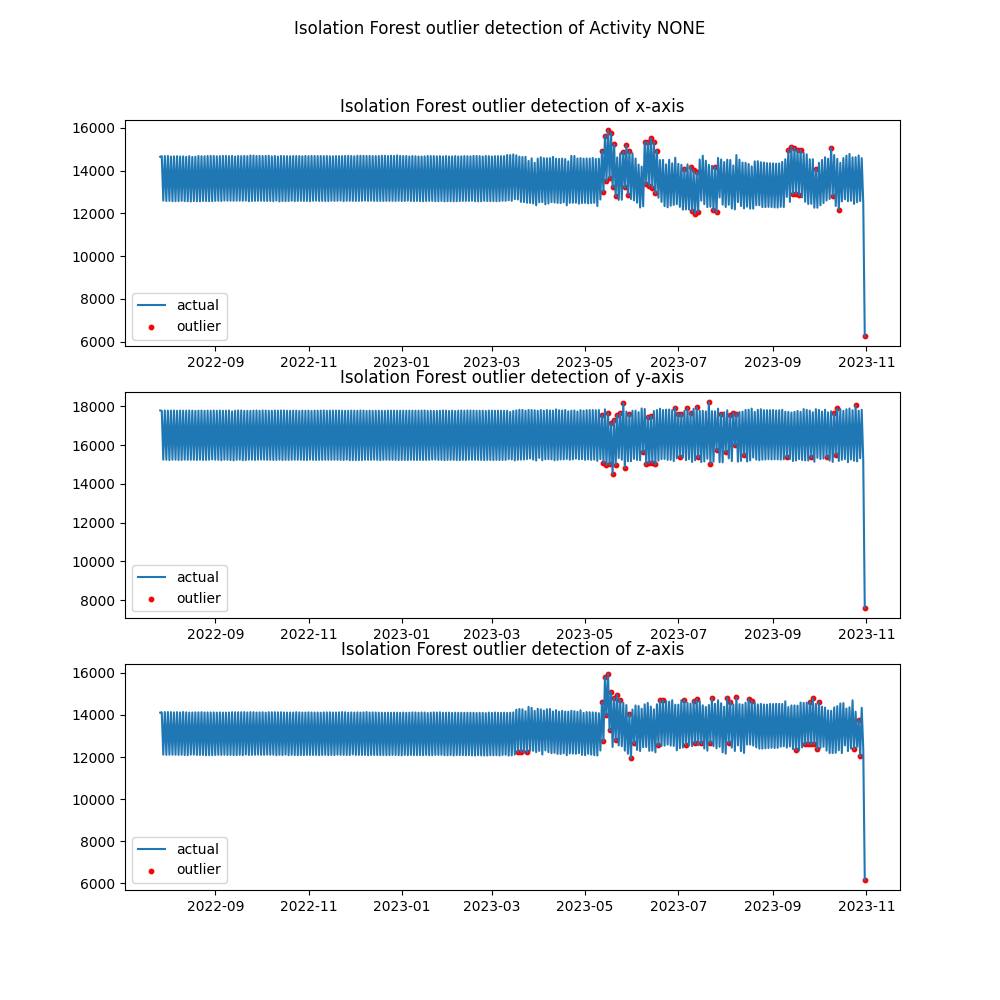 Isolation Forest outlier detection of Activity NONE
Isolation Forest outlier detection of x-axis
16000
14000
12000
10000
8000
6000
actual
outlier
2022-09 2022-11 2023-01 2023-03 2023-05 2023-07 2023-09 2023-11
Isolation Forest outlier detection of y-axis
18000
16000
14000
12000
10000
8000
actual
outlier
2022-09 2022-11 2023-01 2023-03 2023-05 2023-07 2023-09 2023-11
Isolation Forest outlier detection of z-axis
16000
14000
12000
10000
8000
6000
actual
outlier
2022-09 2022-11 2023-01 2023-03 2023-05 2023-07 2023-09 2023-11